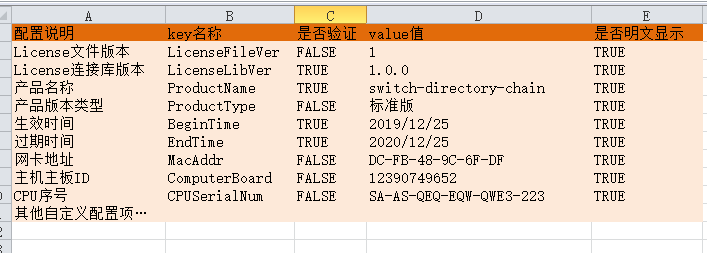 A B C D E
配置说明 key名称 是否验证 value值 是否明文显示
License文件版本 LicenseFileVer FALSE 1 TRUE
License连接库版本 LicenseLibVer TRUE 1.0.0 TRUE
产品名称 ProductName TRUE switch-directory-chain TRUE
产品版本类型 ProductType FALSE 标准版 TRUE
生效时间 BeginTime TRUE 2019/12/25 TRUE
过期时间 EndTime TRUE 2020/12/25 TRUE
网卡地址 MacAddr FALSE DC-FB-48-9C-6F-DF TRUE
主机主板ID ComputerBoard FALSE 12390749652 TRUE
CPU序号 CPUSerialNum FALSE SA-AS-QEQ-EQW-QWE3-223 TRUE
其他自定义配置项…